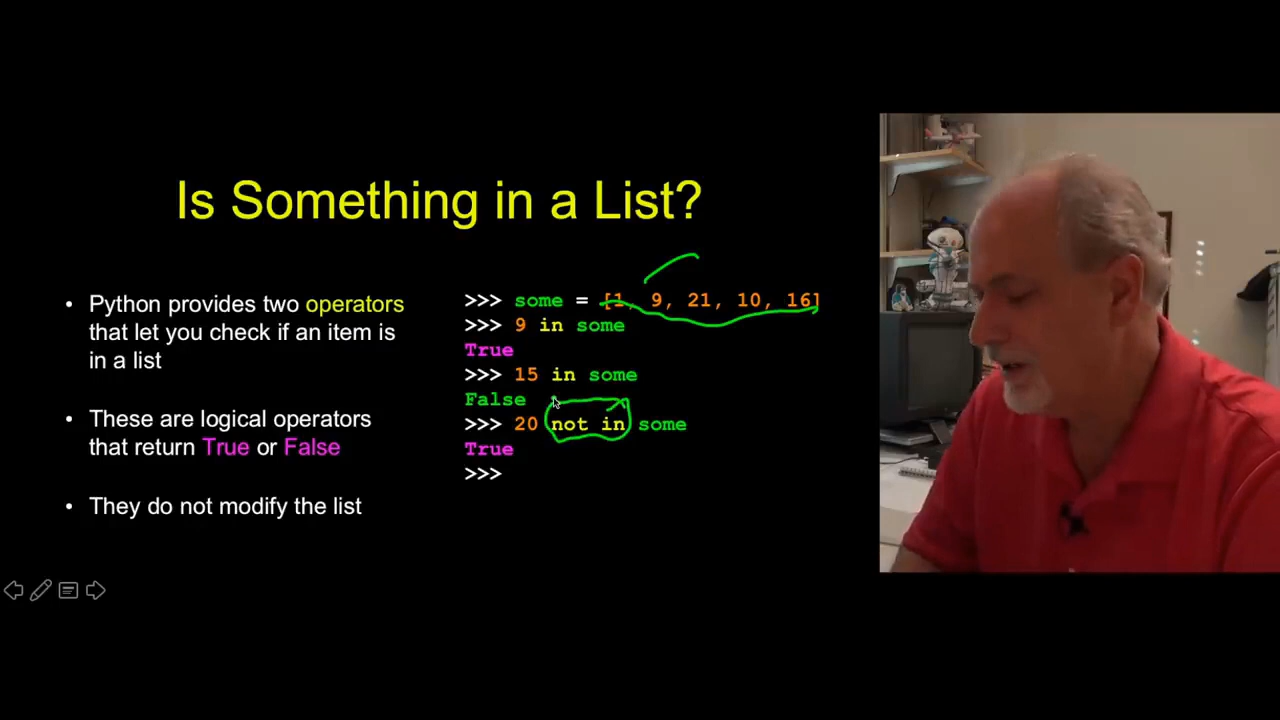 Is Something in a List?
• Python provides two operators
that let you check if an item is
in a list
• These are logical operators
that return True or False
• They do not modify the list
>>> some = [1, 9, 21, 10, 16]
>>> 9 in some
True
>>> 15 in some
False
>>> 20 not in some
True
>>>